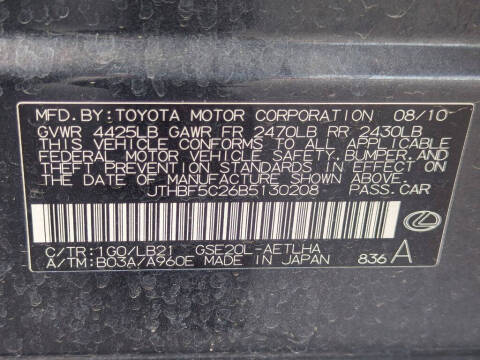 MFD. BY: TOYOTA MOTOR CORPORATION 08/10
GVWR 4425LB GAWR FR 2470LB RR 2430LB
THIS VEHICLE CONFORMS TO ALL APPLICABLE
FEDERAL MOTOR VEHICLE SAFETY, BUMPER, AND
THEFT PREVENTION STANDARDS IN EFFECT ON
THE DATE OF MANUFACTURE SHOWN ABOVE.
JTHBF5C26B5130208 PASS. CAR
C/TR: 1G0/LB21 GSE20L-AETLHA
A/TM: B03A/A960E MADE IN JAPAN 836 A